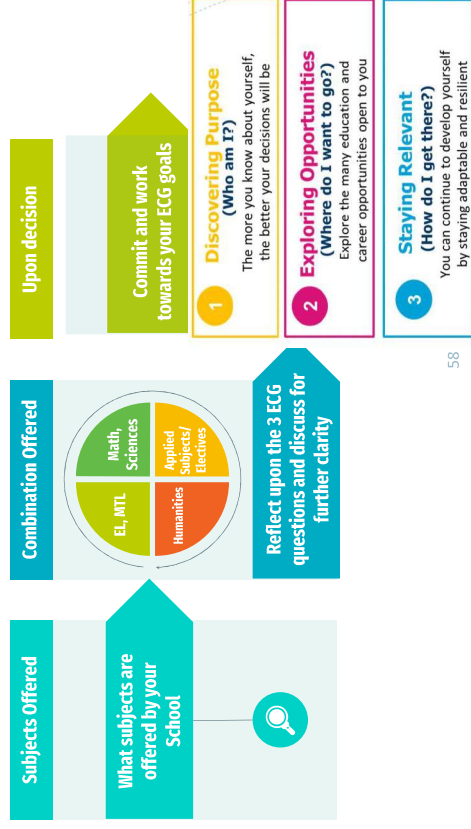 Subjects Offered
What subjects are
offered by your
School
Combination Offered
EL, MTL
Math,
Sciences
Humanities
Applied
Subjects/
Electives
Reflect upon the 3 ECG
questions and discuss for
further clarity
Upon decision
Commit and work
towards your ECG goals
1
Discovering Purpose
(Who am I?)
The more you know about yourself,
the better your decisions will be
2
Exploring Opportunities
(Where do I want to go?)
Explore the many education and
career opportunities open to you
3
Staying Relevant
(How do I get there?)
You can continue to develop yourself
by staying adaptable and resilient
58